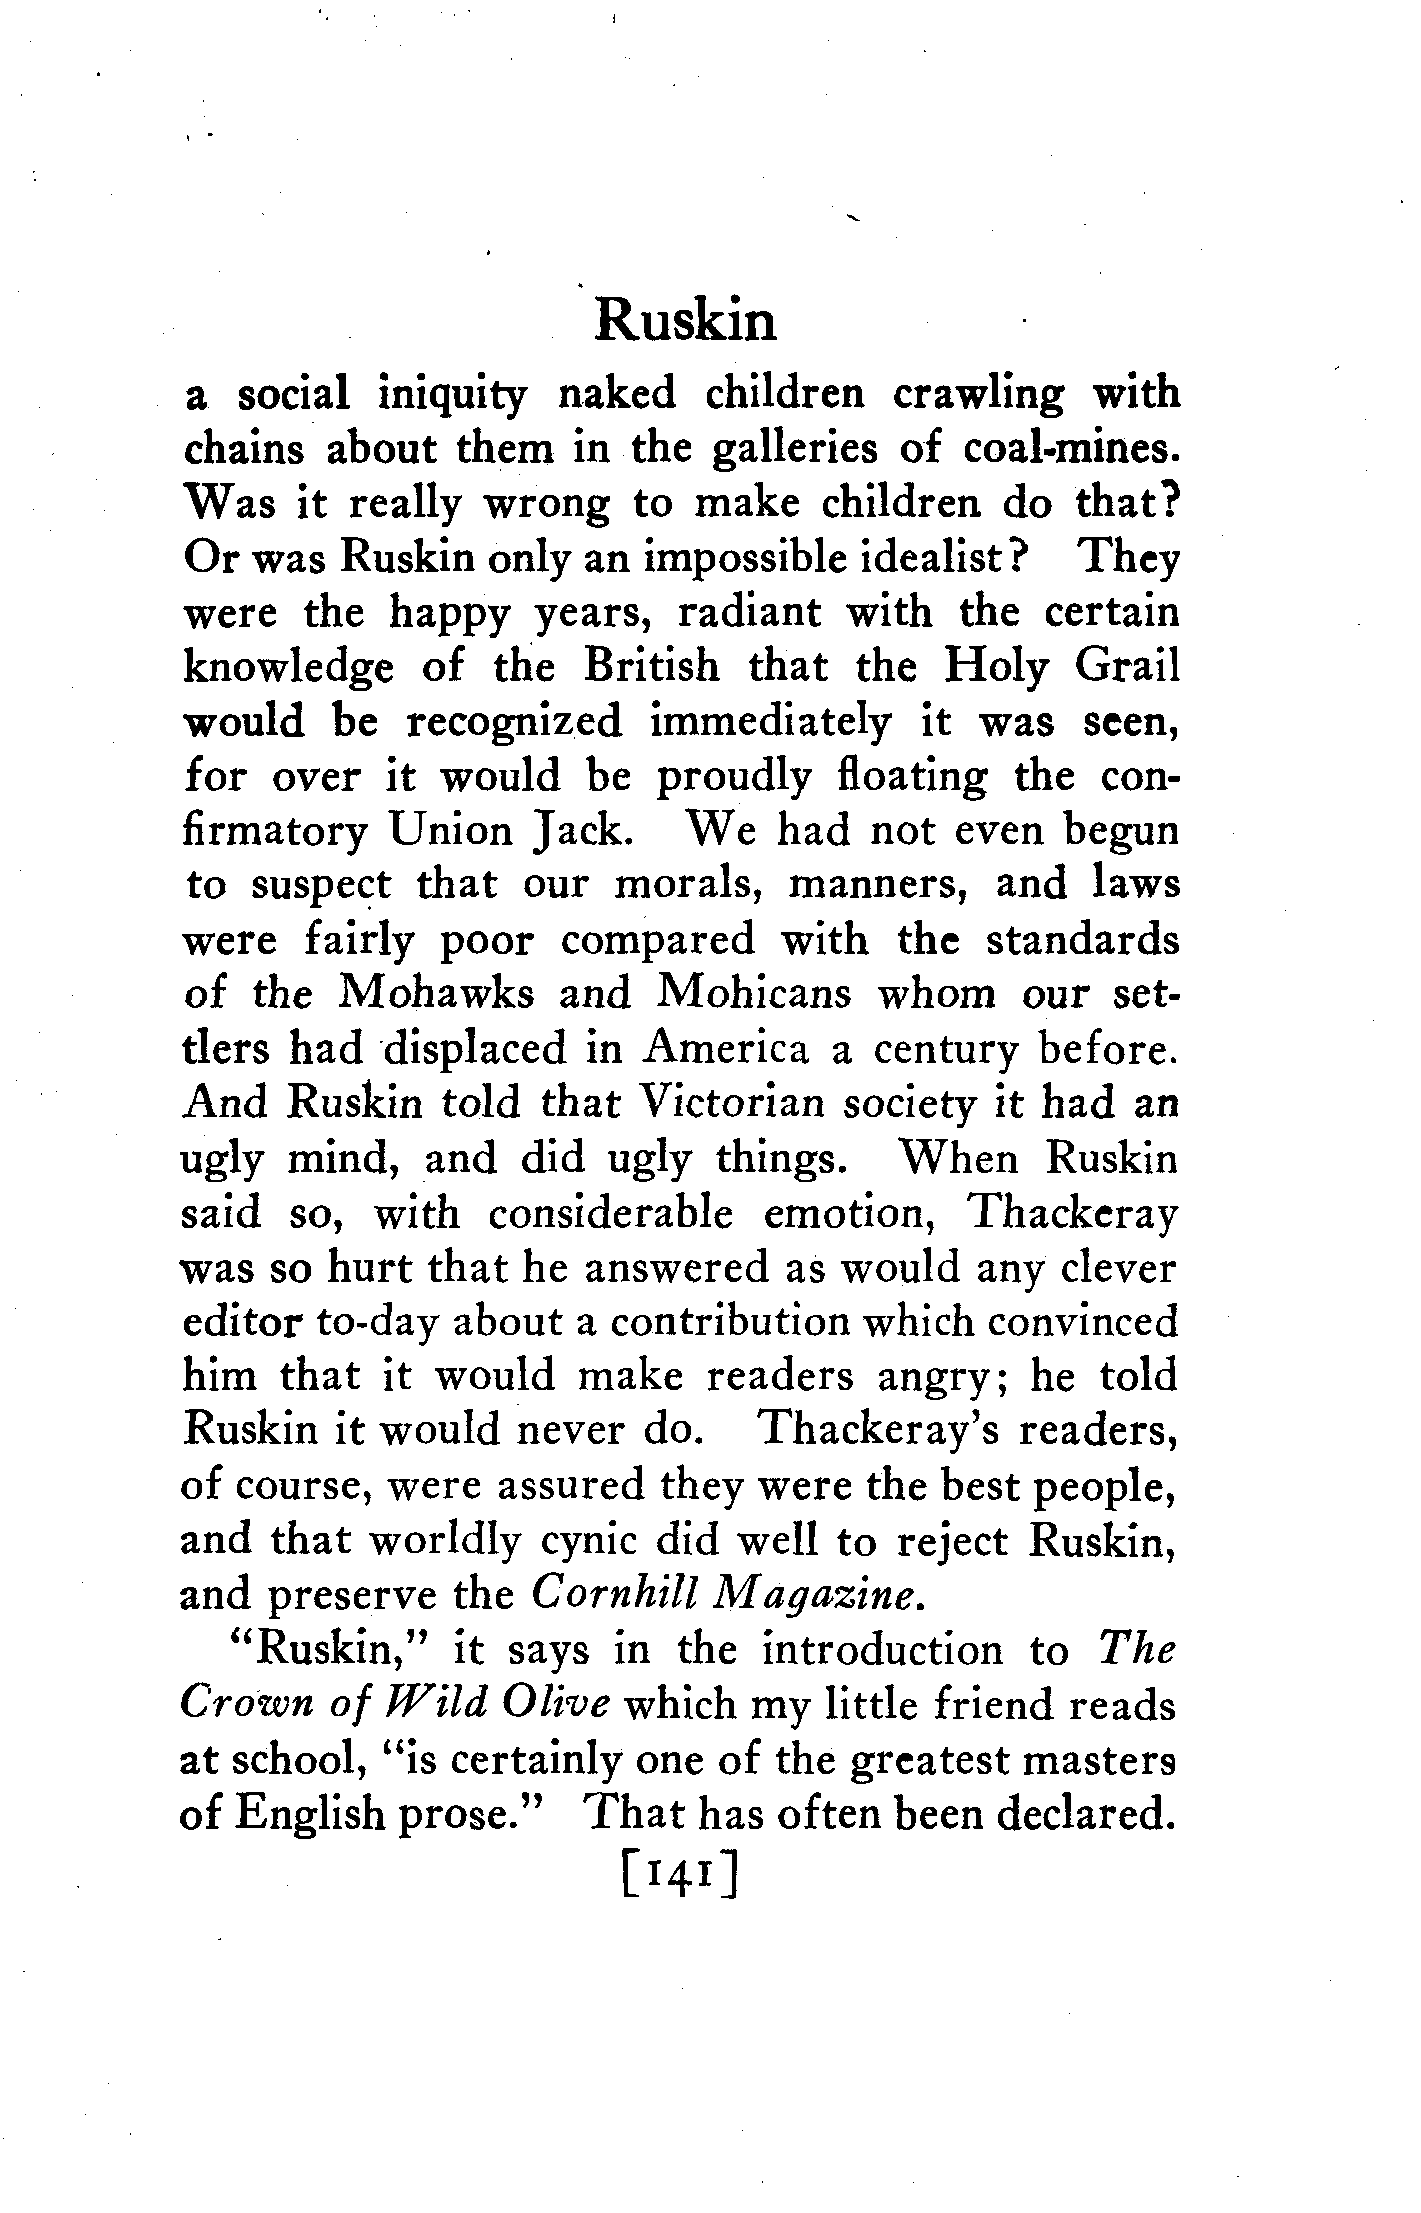 Ruskin
a social iniquity naked children crawling with
chains about them in the galleries of coal-mines.
Was it really wrong to make children do that?
Or was Ruskin only an impossible idealist? They
were the happy years, radiant with the certain
knowledge of the British that the Holy Grail
would be recognized immediately it was seen,
for over it would be proudly floating the con-
firmatory Union Jack. We had not even begun
to suspect that our morals, manners, and laws
were fairly poor compared with the standards
of the Mohawks and Mohicans whom our set-
tlers had displaced in America a century before.
And Ruskin told that Victorian society it had an
ugly mind, and did ugly things. When Ruskin
said so, with considerable emotion, Thackeray
was so hurt that he answered as would any clever
editor to-day about a contribution which convinced
him that it would make readers angry; he told
Ruskin it would never do. Thackeray's readers,
of course, were assured they were the best people,
and that worldly cynic did well to reject Ruskin,
and preserve the Cornhill Magazine.
"Ruskin," it says in the introduction to The
Crown of Wild Olive which my little friend reads
at school, "is certainly one of the greatest masters
of English prose." That has often been declared.
[141]